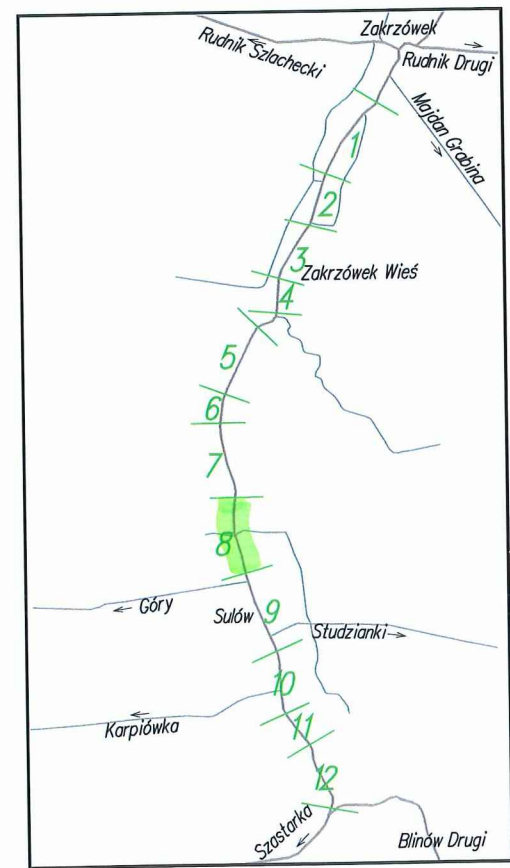 Zakrzówek
Rudnik Szlachecki
Rudnik Drugi
Majdan Grabina
1
2
3
Zakrzówek Wieś
4
5
6
7
8
Góry
Sulów
9
Studzianki
10
Karpiówka
11
12
Szastarka
Blinów Drugi